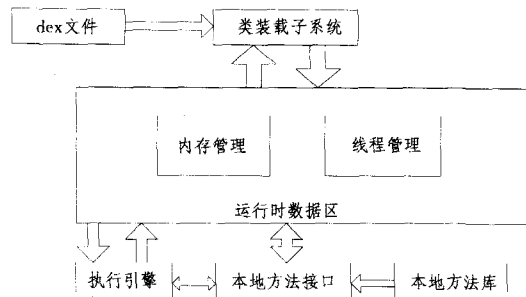 dex文件
类装载子系统
内存管理
线程管理
运行时数据区
执行引擎
本地方法接口
本地方法库